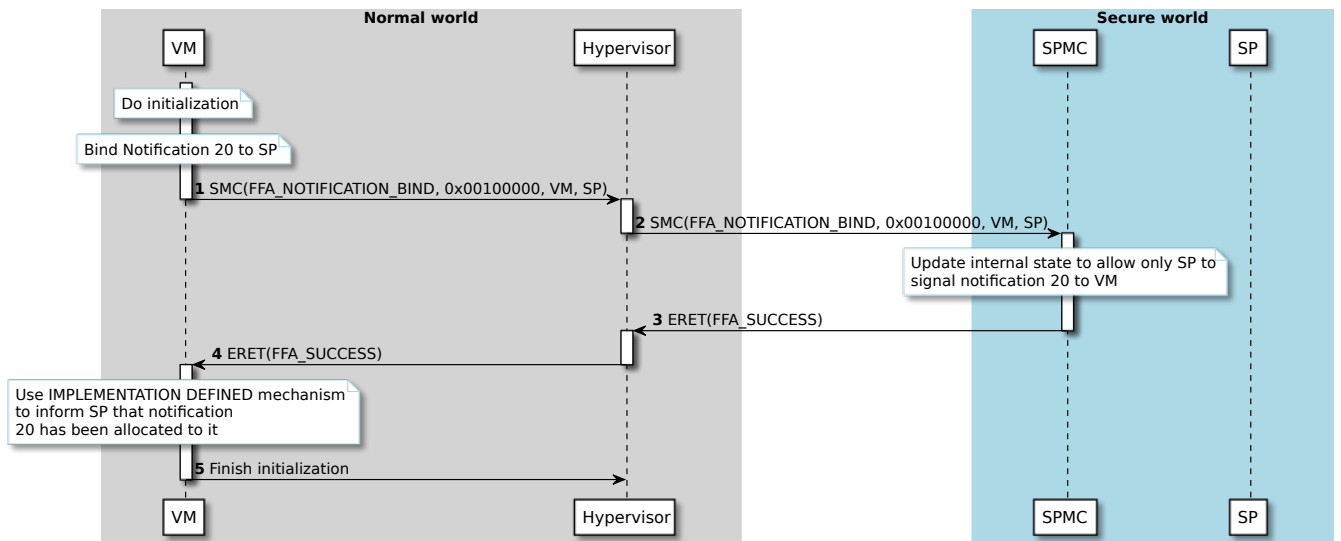 Normal world
Secure world
VM
Hypervisor
SPMC
SP
Do initialization
Bind Notification 20 to SP
1 SMC(FFA_NOTIFICATION_BIND, 0x00100000, VM, SP)
2 SMC(FFA_NOTIFICATION_BIND, 0x00100000, VM, SP)
Update internal state to allow only SP to
signal notification 20 to VM
3 ERET(FFA_SUCCESS)
4 ERET(FFA_SUCCESS)
Use IMPLEMENTATION DEFINED mechanism
to inform SP that notification
20 has been allocated to it
5 Finish initialization
VM
Hypervisor
SPMC
SP